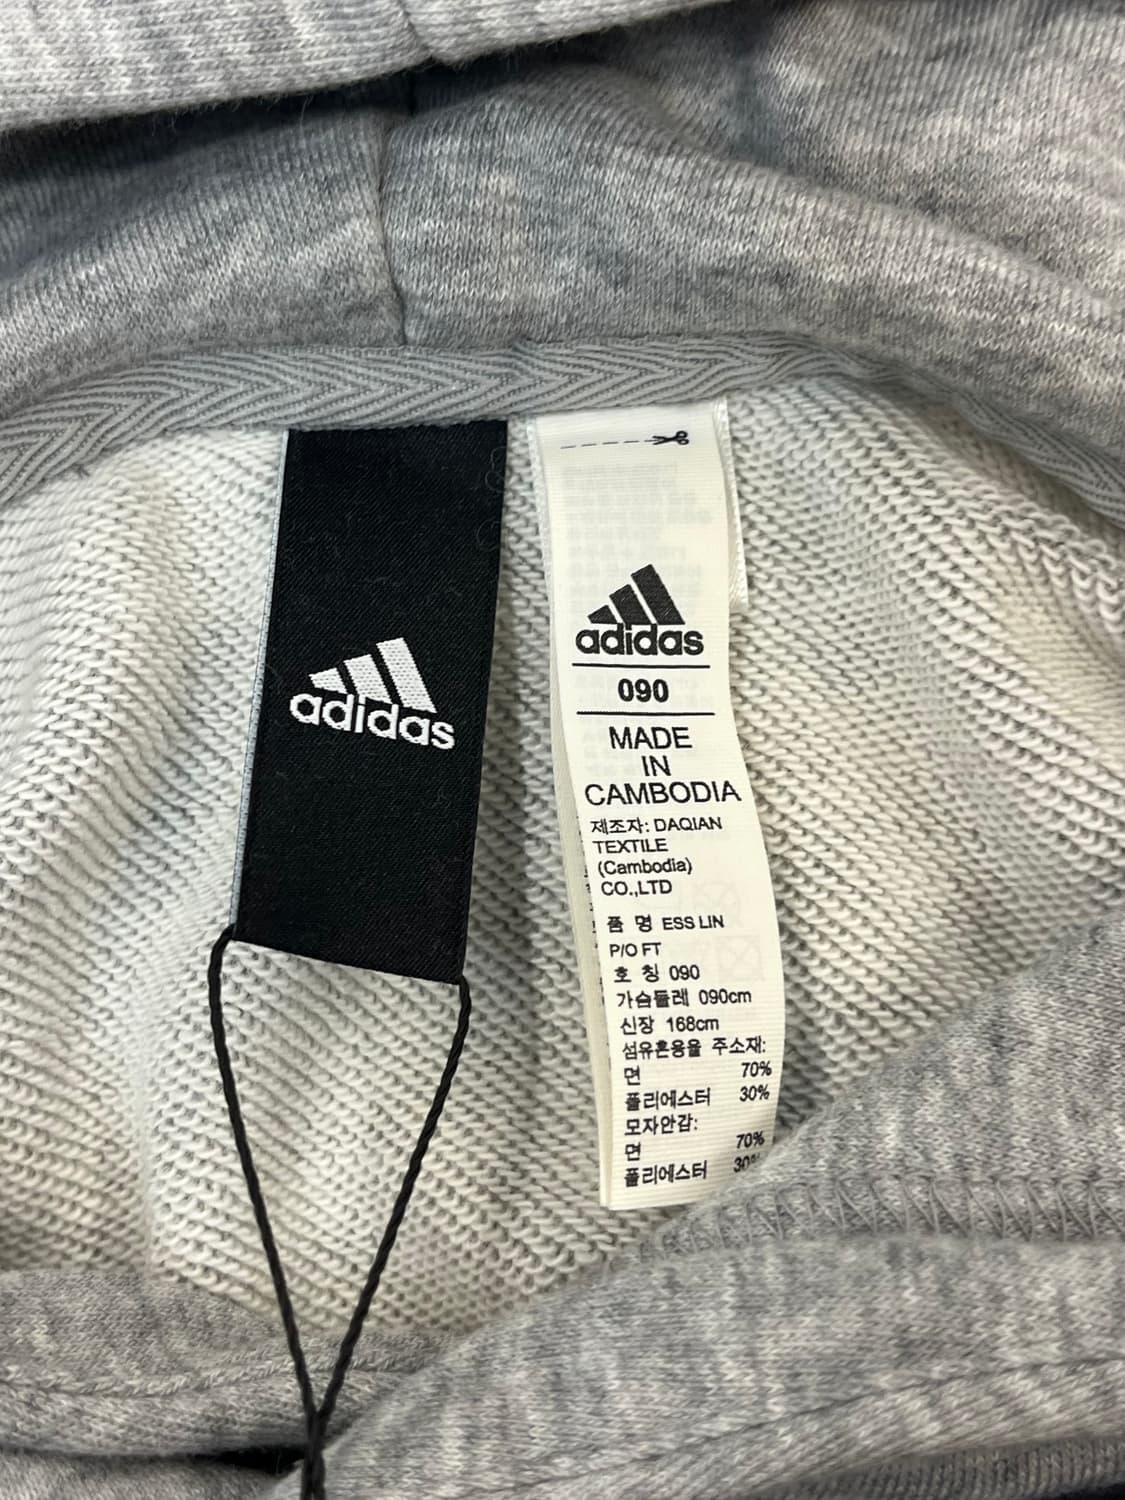 adidas
adidas
090
MADE
IN
CAMBODIA
제조자: DAQIAN
TEXTILE
(Cambodia)
CO.,LTD
품 명 ESS LIN
P/O FT
호 칭 090
가슴둘레 090cm
신장 168cm
섬유혼용율 주소재:
면 70%
폴리에스터 30%
모자안감:
면 70%
폴리에스터 30%